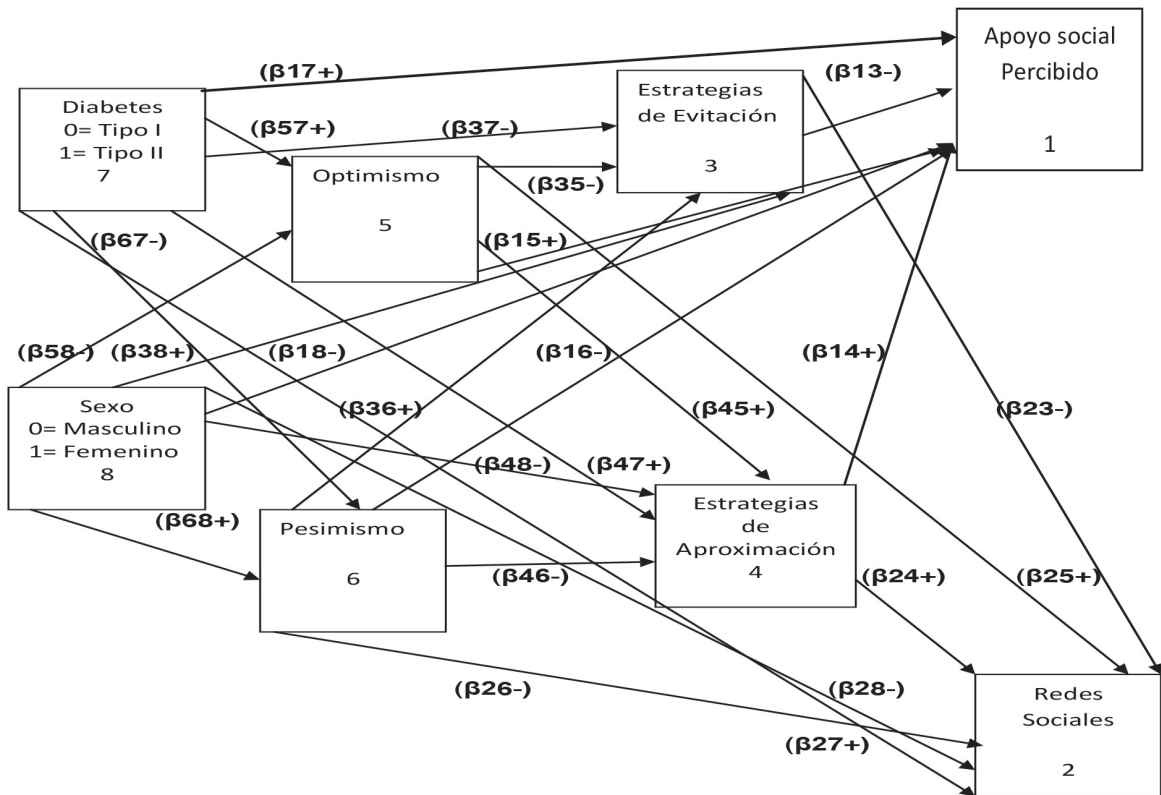 Apoyo social
Percibido
1
(β17+)
(β13-)
Diabetes
0= Tipo I
1= Tipo II
7
(β57+)
(β37-)
Estrategias
de Evitación
3
Optimismo
5
(β35-)
(β67-)
(β15+)
(β58-)
(β38+)
(β18-)
(β16-)
(β14+)
Sexo
0= Masculino
1= Femenino
8
(β36+)
(β45+)
(β23-)
(β48-)
(β47+)
(β68+)
Pesimismo
6
(β46-)
Estrategias
de
Aproximación
4
(β24+)
(β25+)
(β26-)
(β28-)
(β27+)
Redes
Sociales
2